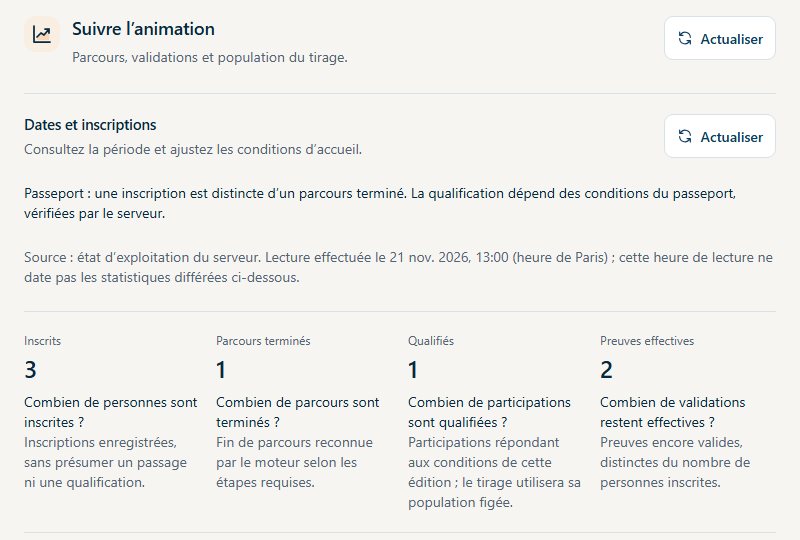 Suivre l’animation
Actualiser
Parcours, validations et population du tirage.
Dates et inscriptions
Actualiser
Consultez la période et ajustez les conditions d’accueil.
Passeport : une inscription est distincte d’un parcours terminé. La qualification dépend des conditions du passeport,
vérifiées par le serveur.
Source : état d’exploitation du serveur. Lecture effectuée le 21 nov. 2026, 13:00 (heure de Paris) ; cette heure de lecture ne
date pas les statistiques différées ci-dessous.
Inscrits
3
Combien de personnes sont
inscrites ?
Inscriptions enregistrées,
sans présumer un passage
ni une qualification.
Parcours terminés
1
Combien de parcours sont
terminés ?
Fin de parcours reconnue
par le moteur selon les
étapes requises.
Qualifiés
1
Combien de participations
sont qualifiées ?
Participations répondant
aux conditions de cette
édition ; le tirage utilisera sa
population figée.
Preuves effectives
2
Combien de validations
restent effectives ?
Preuves encore valides,
distinctes du nombre de
personnes inscrites.